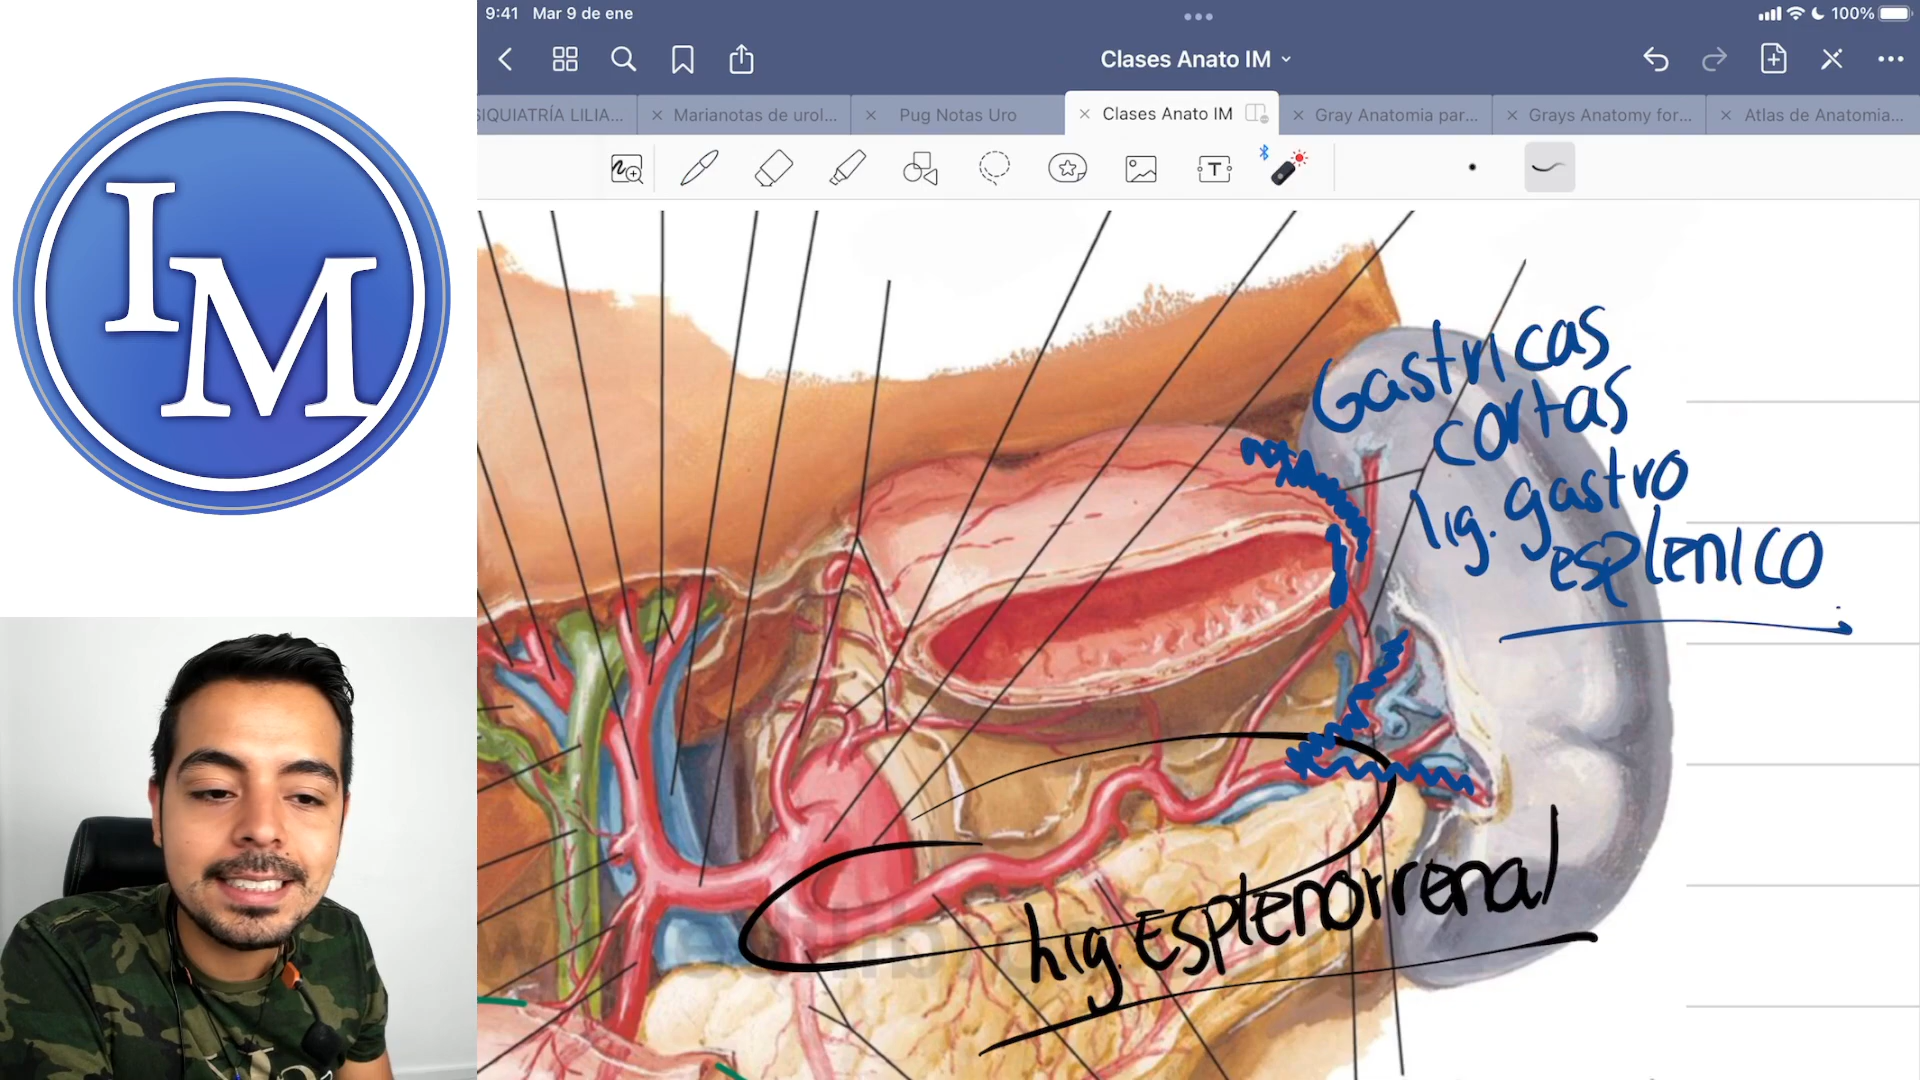 9:41 Mar 9 de ene
100%
Clases Anato IM
SIQUIATRÍA LILIA...
Marianotas de urol...
Pug Notas Uro
Clases Anato IM
Gray Anatomia par...
Grays Anatomy for...
Atlas de Anatomia...
T
IM
Gastricas
cortas
lig. gastro
esplenico
lig. Esplenorrenal